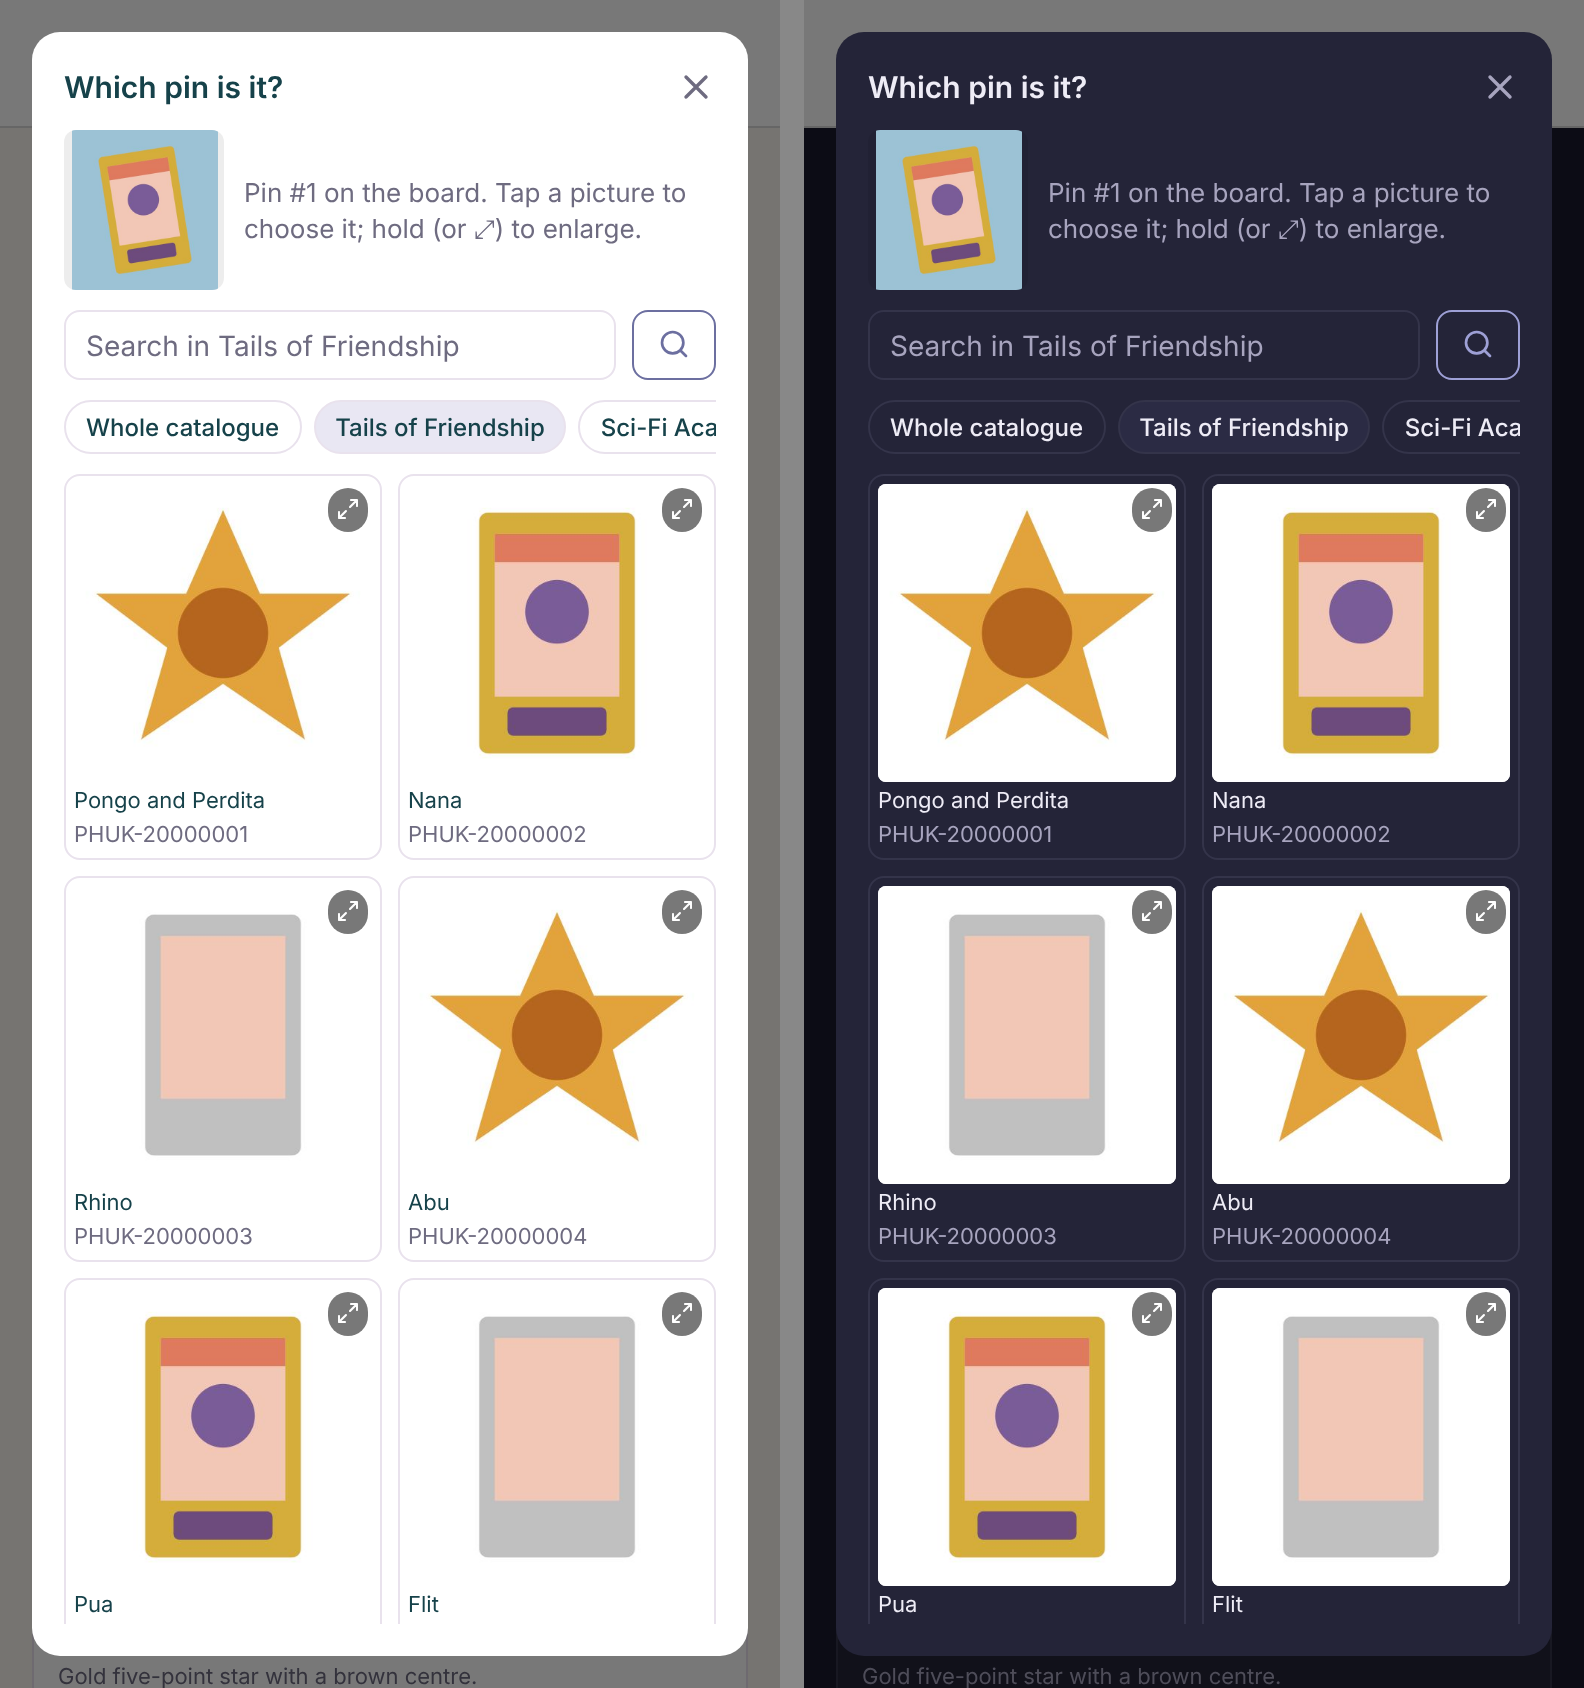 Which pin is it?
Pin #1 on the board. Tap a picture to
choose it; hold (or ⤢) to enlarge.
Search in Tails of Friendship
Whole catalogue
Tails of Friendship
Sci-Fi Aca
Pongo and Perdita
PHUK-20000001
Nana
PHUK-20000002
Rhino
PHUK-20000003
Abu
PHUK-20000004
Pua
Flit
Gold five-point star with a brown centre.
Which pin is it?
Pin #1 on the board. Tap a picture to
choose it; hold (or ⤢) to enlarge.
Search in Tails of Friendship
Whole catalogue
Tails of Friendship
Sci-Fi Aca
Pongo and Perdita
PHUK-20000001
Nana
PHUK-20000002
Rhino
PHUK-20000003
Abu
PHUK-20000004
Pua
Flit
Gold five-point star with a brown centre.